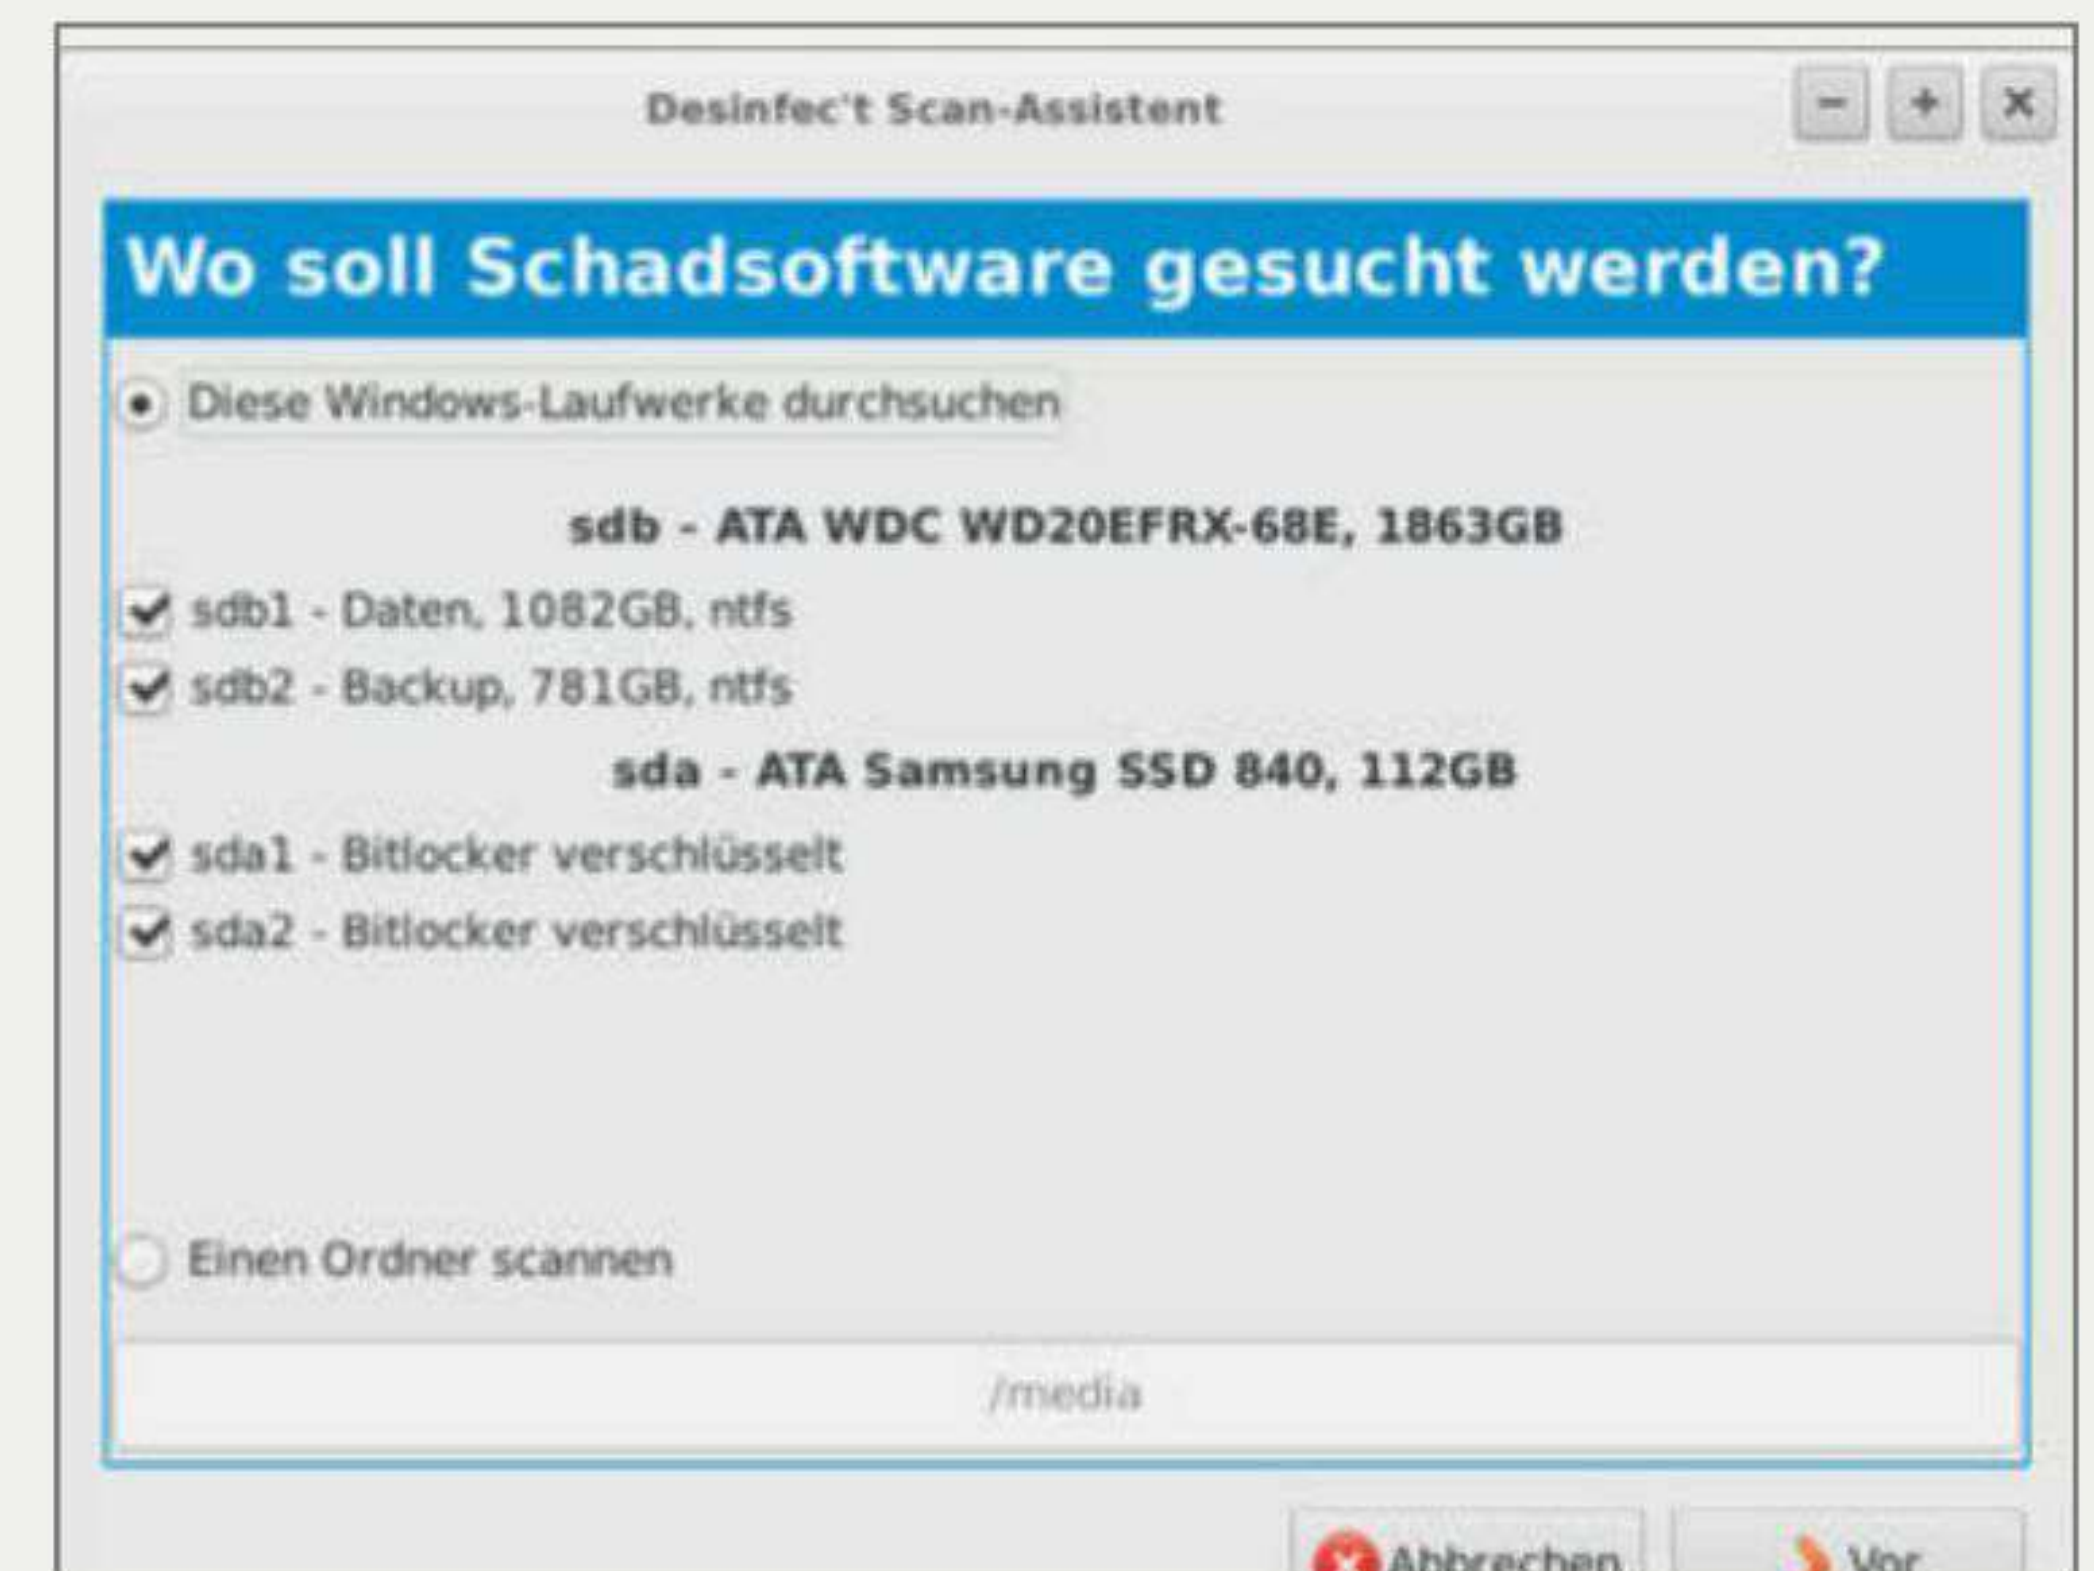 Desinfec't Scan-Assistent
Wo soll Schadsoftware gesucht werden?
Diese Windows-Laufwerke durchsuchen
sdb - ATA WDC WD20EFRX-68E, 1863GB
sdb1 - Daten, 1082GB, ntfs
sdb2 - Backup, 781GB, ntfs
sda - ATA Samsung SSD 840, 112GB
sda1 - Bitlocker verschlüsselt
sda2 - Bitlocker verschlüsselt
Einen Ordner scannen
/media
Abbrechen
Vor